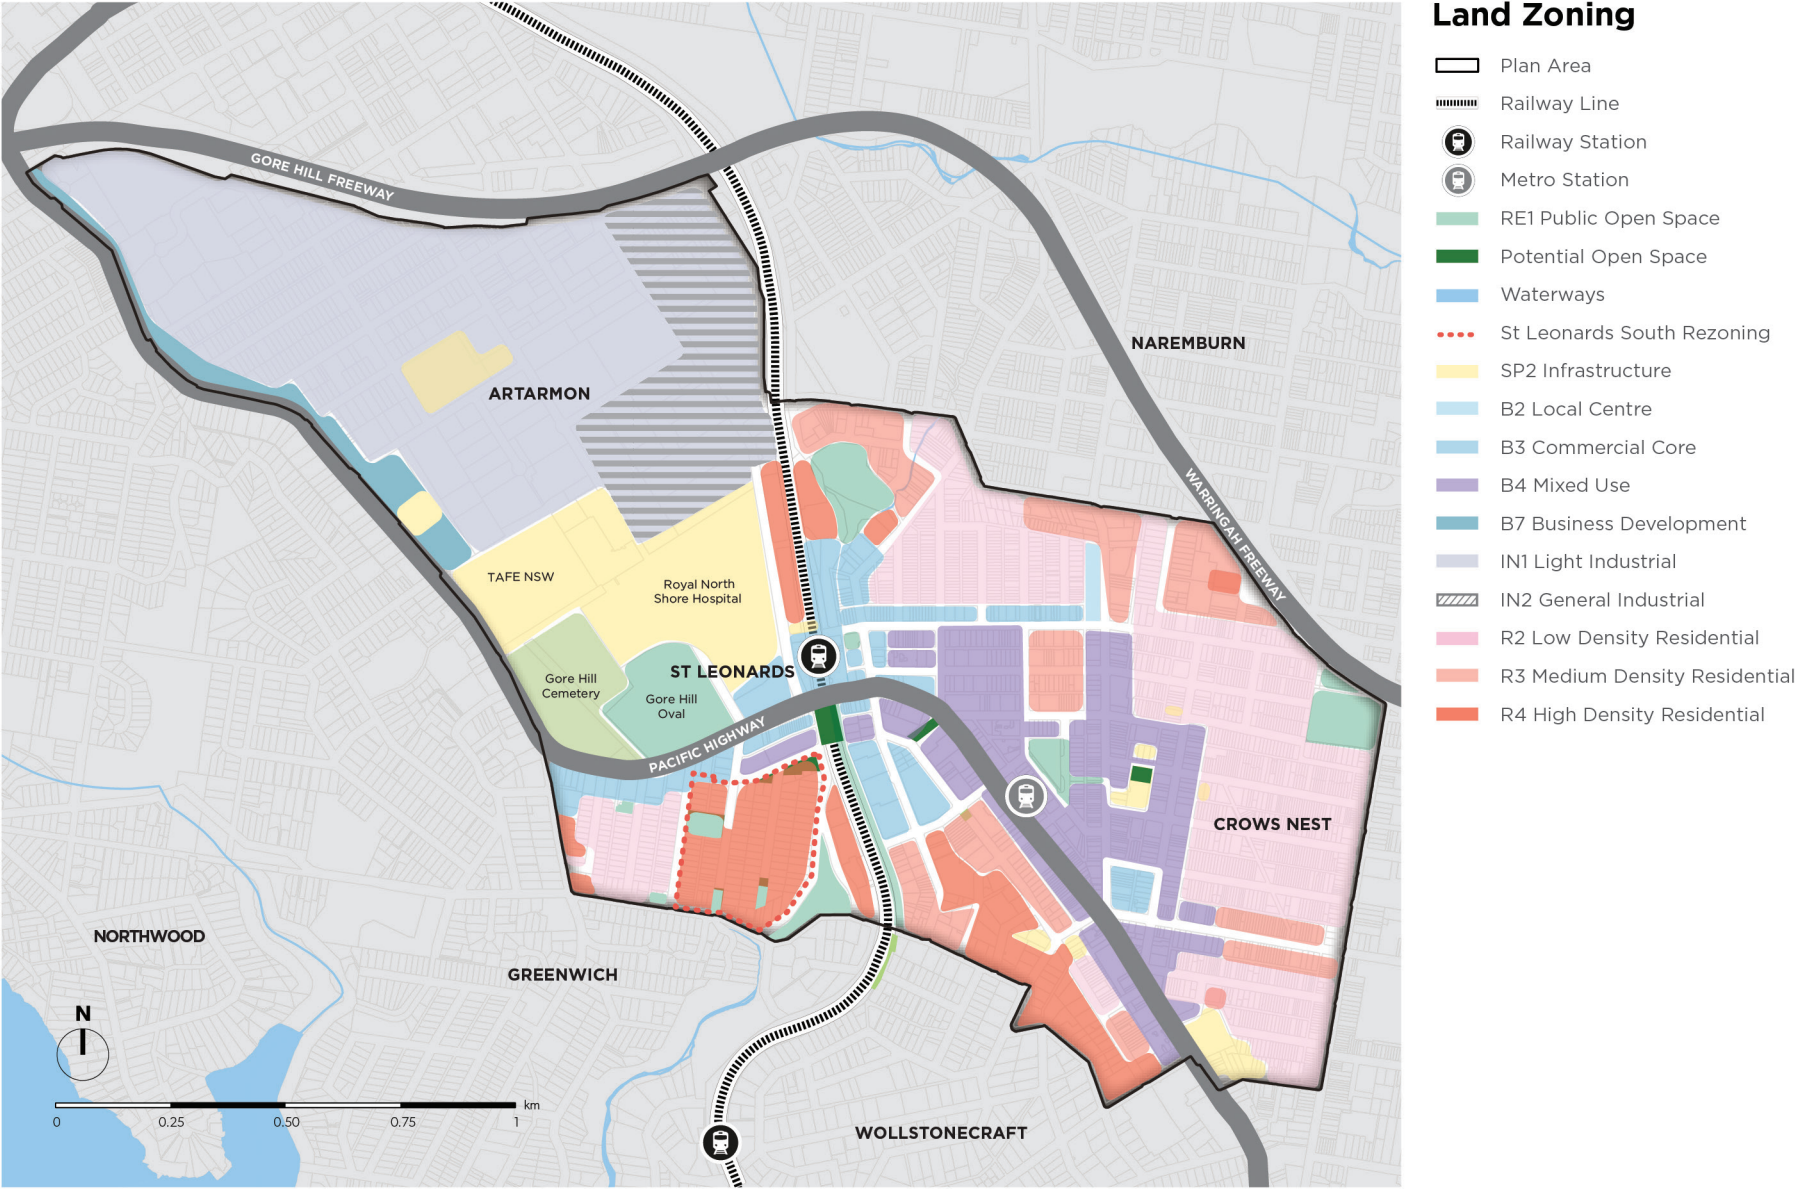 Land Zoning
Plan Area
Railway Line
Railway Station
Metro Station
RE1 Public Open Space
Potential Open Space
Waterways
St Leonards South Rezoning
SP2 Infrastructure
B2 Local Centre
B3 Commercial Core
B4 Mixed Use
B7 Business Development
IN1 Light Industrial
IN2 General Industrial
R2 Low Density Residential
R3 Medium Density Residential
R4 High Density Residential
GORE HILL FREEWAY
NAREMBURN
ARTARMON
WARRINGAH FREEWAY
TAFE NSW
Royal North
Shore Hospital
ST LEONARDS
Gore Hill
Cemetery
Gore Hill
Oval
PACIFIC HIGHWAY
CROWS NEST
NORTHWOOD
GREENWICH
N
km
0 0.25 0.50 0.75 1
WOLLSTONECRAFT